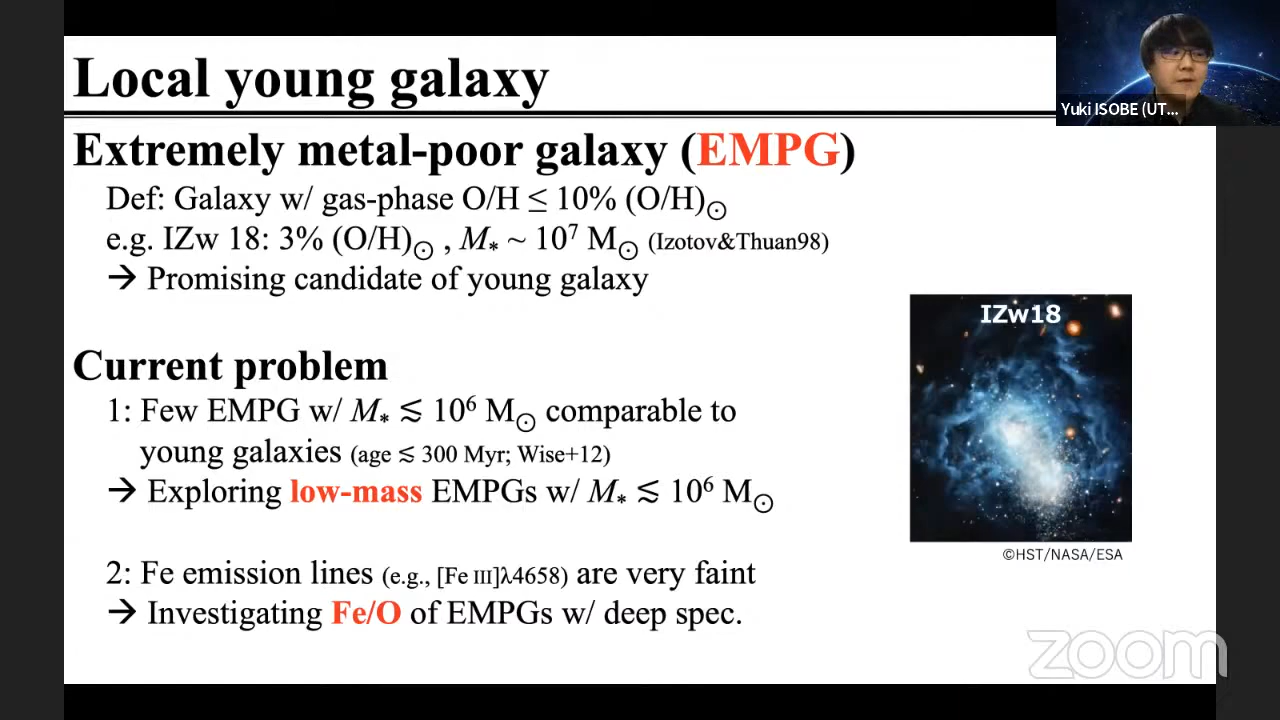 Local young galaxy
Yuki ISOBE (UT...
Extremely metal-poor galaxy (EMPG)
Def: Galaxy w/ gas-phase O/H ≤ 10% (O/H)⊙
e.g. IZw 18: 3% (O/H)⊙ , M* ~ 10⁷ M⊙ (Izotov&Thuan98)
→ Promising candidate of young galaxy
IZw18
Current problem
1: Few EMPG w/ M* ≲ 10⁶ M⊙ comparable to
young galaxies (age ≲ 300 Myr; Wise+12)
→ Exploring low-mass EMPGs w/ M* ≲ 10⁶ M⊙
©HST/NASA/ESA
2: Fe emission lines (e.g., [Fe III]λ4658) are very faint
→ Investigating Fe/O of EMPGs w/ deep spec.
zoom